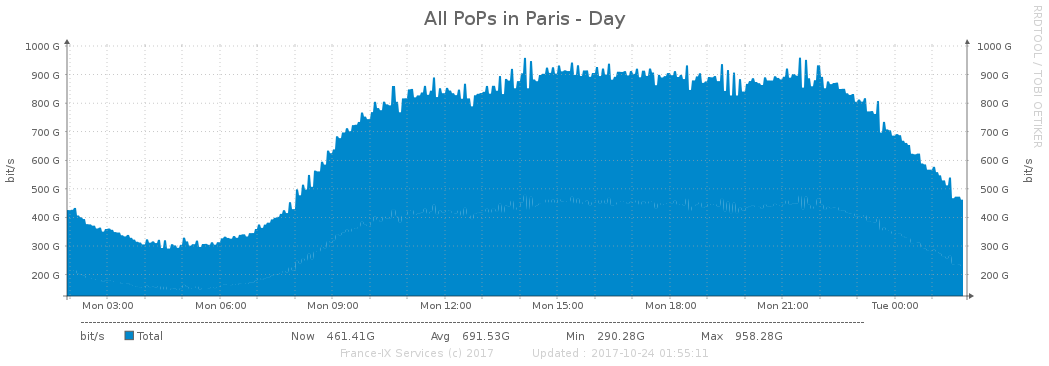 All PoPs in Paris - Day
RRDTOOL / TOBI OETIKER
bit/s
bit/s
1000 G 1000 G
900 G 900 G
800 G 800 G
700 G 700 G
600 G 600 G
500 G 500 G
400 G 400 G
300 G 300 G
200 G 200 G
Mon 03:00 Mon 06:00 Mon 09:00 Mon 12:00 Mon 15:00 Mon 18:00 Mon 21:00 Tue 00:00
bit/s Total Now 461.41G Avg 691.53G Min 290.28G Max 958.28G
France-IX Services (c) 2017 Updated : 2017-10-24 01:55:11